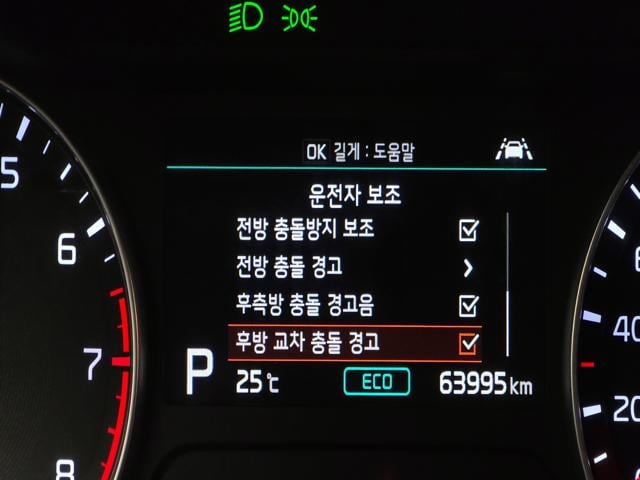 OK 길게 : 도움말
운전자 보조
전방 충돌방지 보조
전방 충돌 경고
후측방 충돌 경고음
후방 교차 충돌 경고
P 25℃ ECO 63995 km
5
6
7
8
40
20